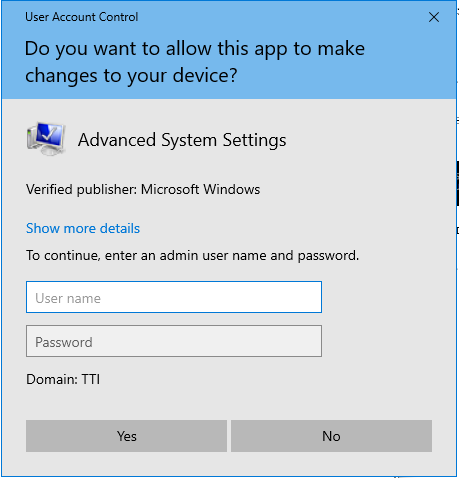 User Account Control
Do you want to allow this app to make
changes to your device?
Advanced System Settings
Verified publisher: Microsoft Windows
Show more details
To continue, enter an admin user name and password.
User name
Password
Domain: TTI
Yes
No